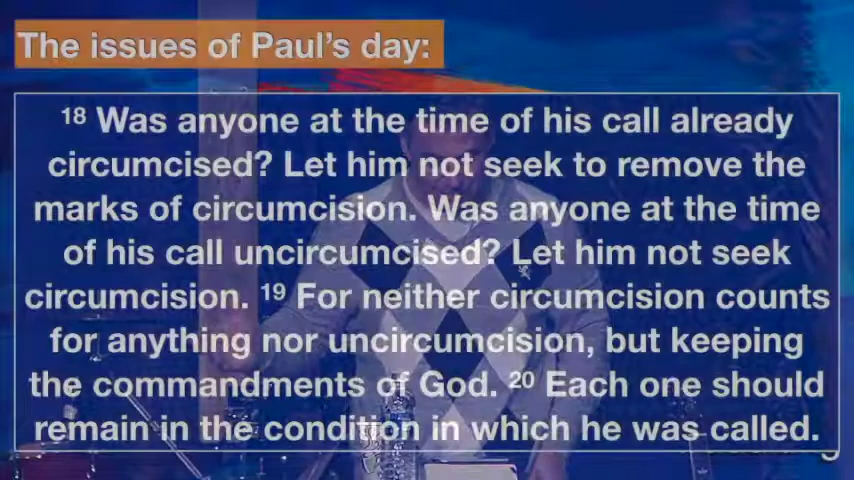 The issues of Paul's day:
18 Was anyone at the time of his call already
circumcised? Let him not seek to remove the
marks of circumcision. Was anyone at the time
of his call uncircumcised? Let him not seek
circumcision. 19 For neither circumcision counts
for anything nor uncircumcision, but keeping
the commandments of God. 20 Each one should
remain in the condition in which he was called.